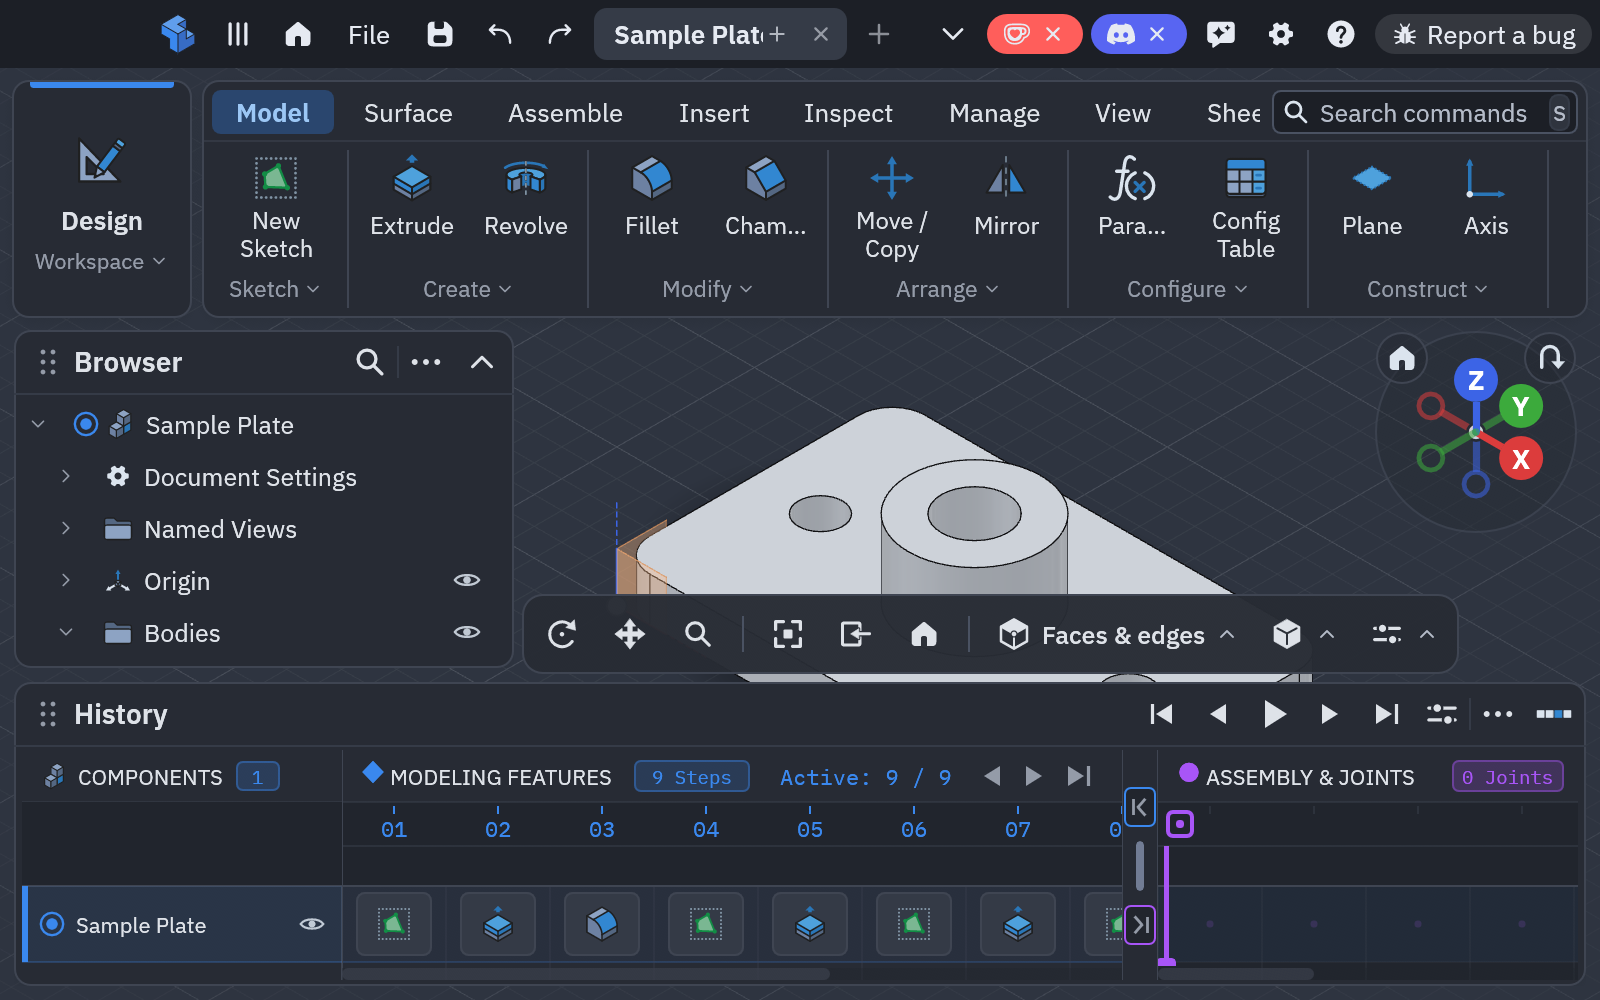 File
Sample Plat
Report a bug
Design
Workspace
Model
Surface
Assemble
Insert
Inspect
Manage
View
Shee
Search commands
S
New Sketch
Extrude
Revolve
Fillet
Cham...
Move / Copy
Mirror
Para...
Config Table
Plane
Axis
Sketch
Create
Modify
Arrange
Configure
Construct
Browser
Sample Plate
Document Settings
Named Views
Origin
Bodies
Z
Y
X
Faces & edges
History
COMPONENTS
1
MODELING FEATURES
9 Steps
Active: 9 / 9
ASSEMBLY & JOINTS
0 Joints
01
02
03
04
05
06
07
0
Sample Plate